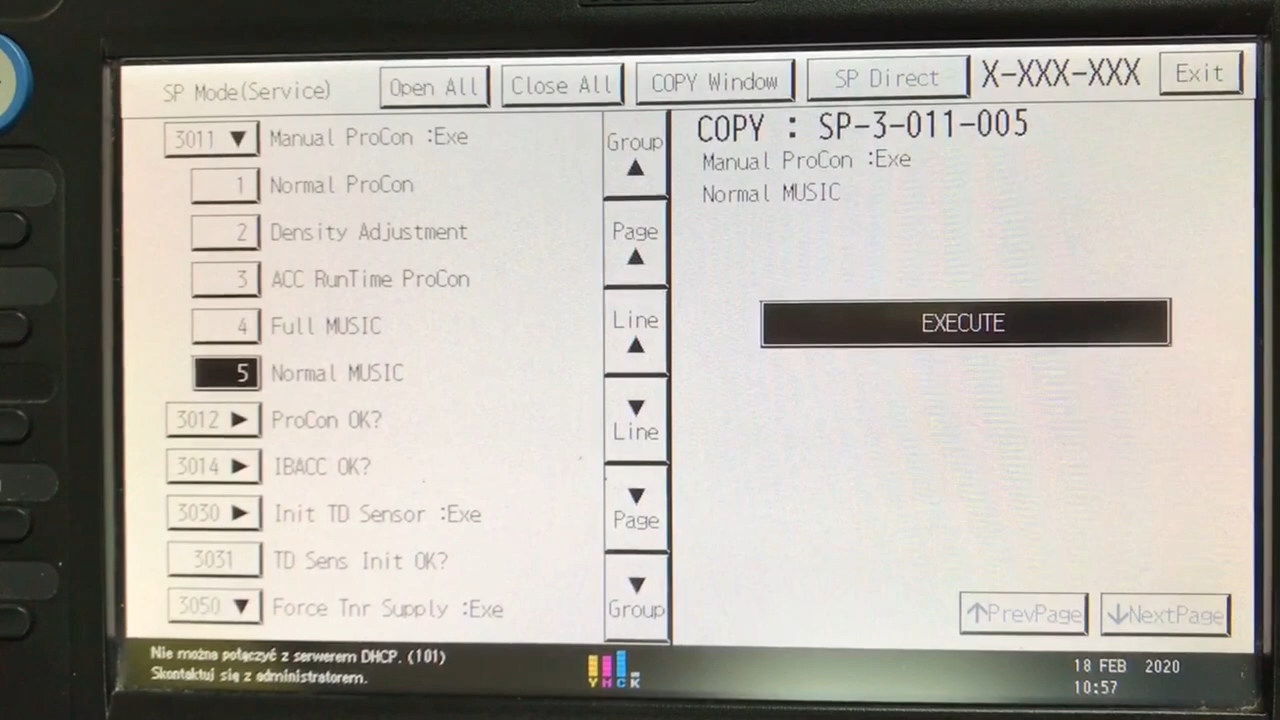 SP Mode(Service) Open All Close All COPY Window SP Direct X-XXX-XXX Exit
3011 ▼ Manual ProCon :Exe
1 Normal ProCon
2 Density Adjustment
3 ACC RunTime ProCon
4 Full MUSIC
5 Normal MUSIC
3012 ▶ ProCon OK?
3014 ▶ IBACC OK?
3030 ▶ Init TD Sensor :Exe
3031 TD Sens Init OK?
3050 ▼ Force Tnr Supply :Exe
Group
▲
Page
▲
Line
▲
▼
Line
▼
Page
▼
Group
COPY : SP-3-011-005
Manual ProCon :Exe
Normal MUSIC
EXECUTE
↑PrevPage ↓NextPage
Nie można połączyć z serwerem DHCP. (101)
Skontaktuj się z administratorem.
Y M C K
18 FEB 2020
10:57